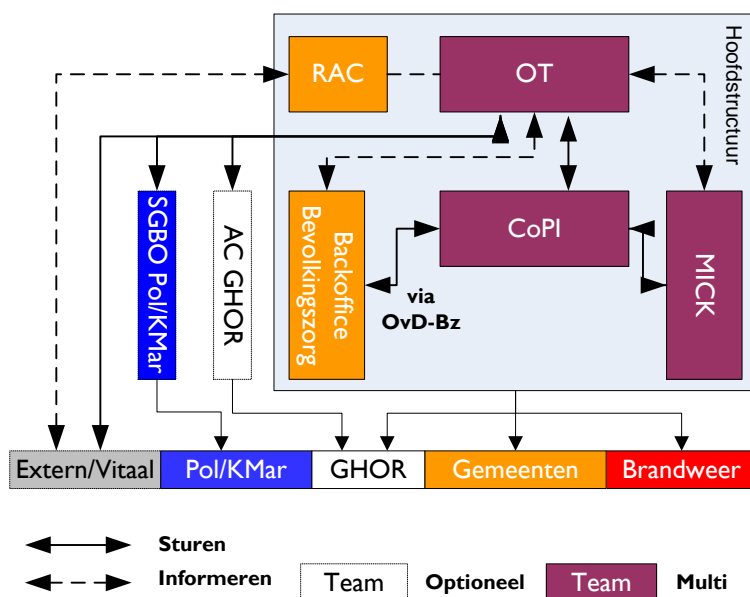 Hoofdstructuur
RAC
OT
SGBO Pol/KMar
AC GHOR
Backoffice
Bevolkingszorg
CoPI
MICK
via
OvD-Bz
Extern/Vitaal
Pol/KMar
GHOR
Gemeenten
Brandweer
Sturen
Informeren
Team
Optioneel
Team
Multi